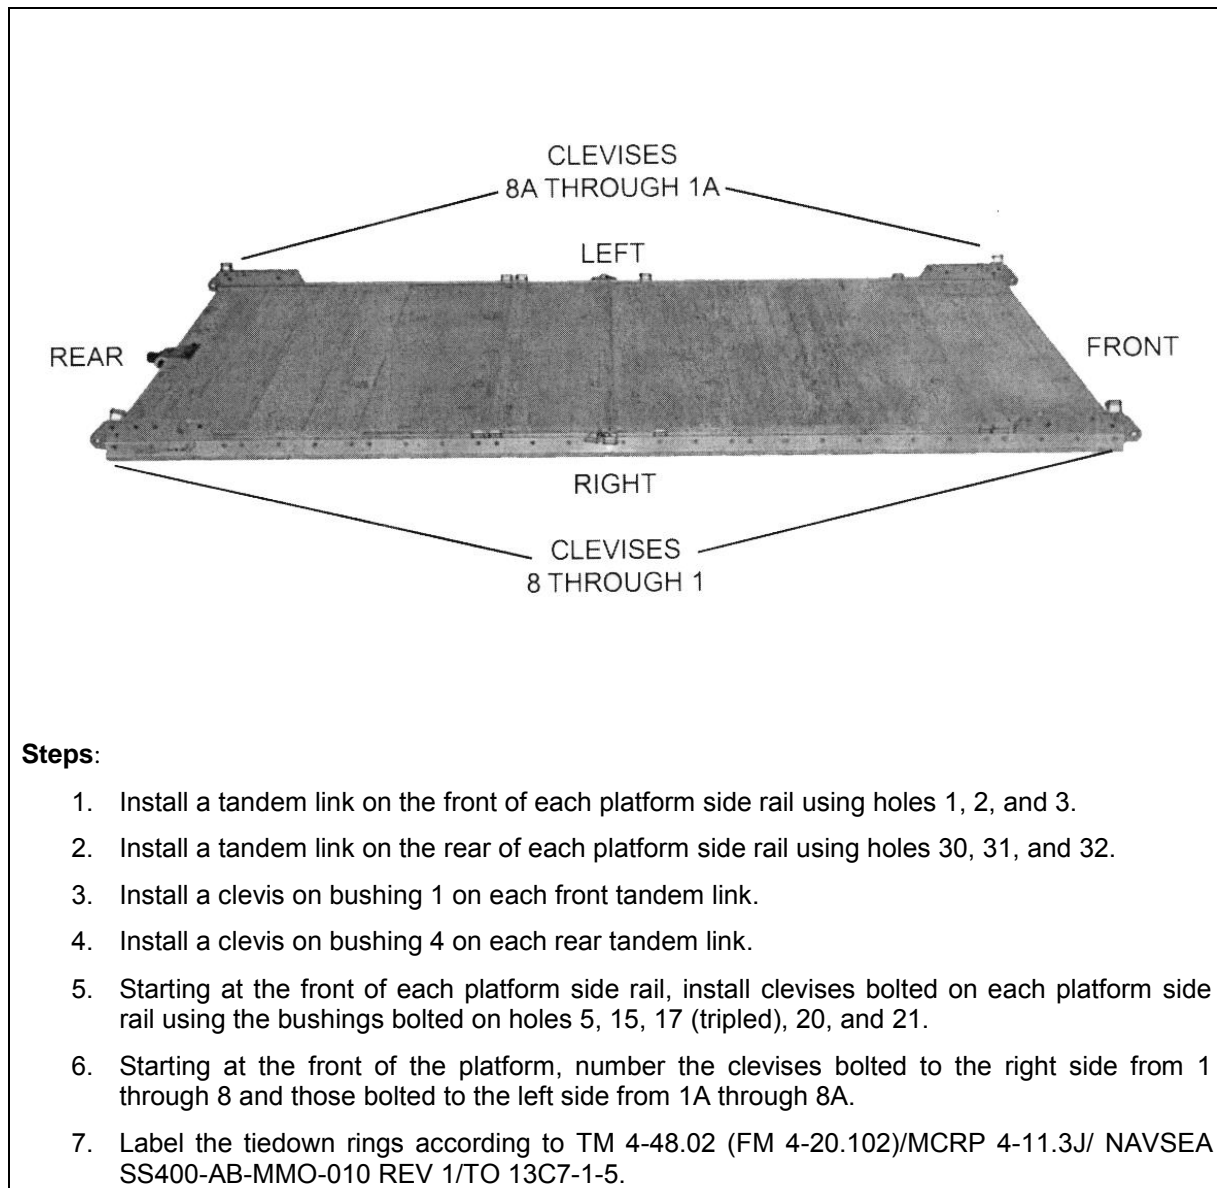 CLEVISES
8A THROUGH 1A
LEFT
REAR
FRONT
RIGHT
CLEVISES
8 THROUGH 1
Steps:
1. Install a tandem link on the front of each platform side rail using holes 1, 2, and 3.
2. Install a tandem link on the rear of each platform side rail using holes 30, 31, and 32.
3. Install a clevis on bushing 1 on each front tandem link.
4. Install a clevis on bushing 4 on each rear tandem link.
5. Starting at the front of each platform side rail, install clevises bolted on each platform side
rail using the bushings bolted on holes 5, 15, 17 (tripled), 20, and 21.
6. Starting at the front of the platform, number the clevises bolted to the right side from 1
through 8 and those bolted to the left side from 1A through 8A.
7. Label the tiedown rings according to TM 4-48.02 (FM 4-20.102)/MCRP 4-11.3J/ NAVSEA
SS400-AB-MMO-010 REV 1/TO 13C7-1-5.